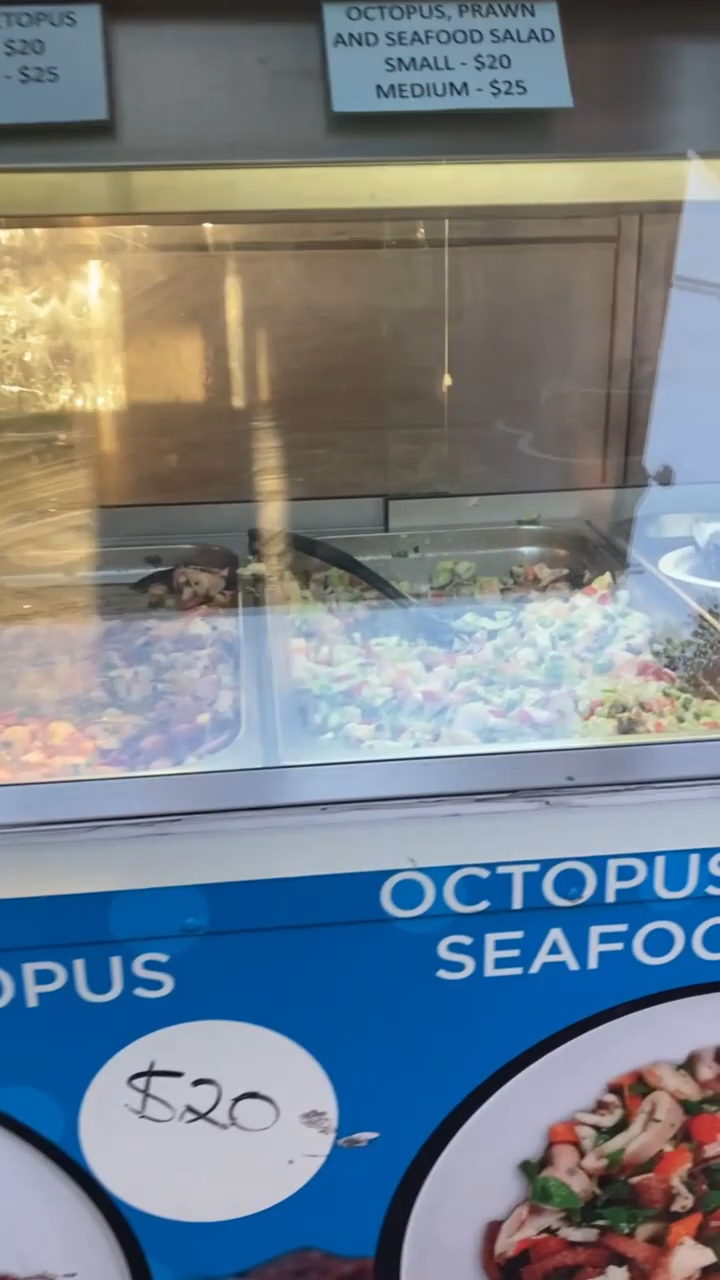 TOPUS
$20
- $25
OCTOPUS, PRAWN
AND SEAFOOD SALAD
SMALL - $20
MEDIUM - $25
OCTOPUS
SEAFOO
OPUS
$20